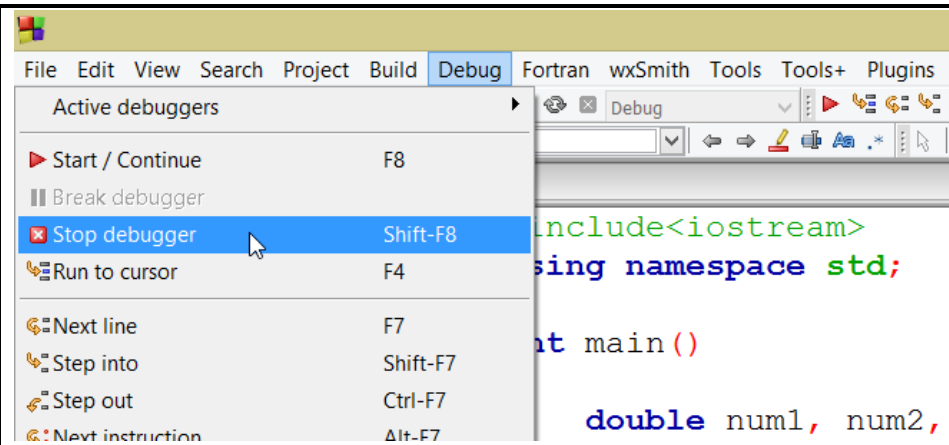 File Edit View Search Project Build Debug Fortran wxSmith Tools Tools+ Plugins
Active debuggers
Debug
Start / Continue F8
Break debugger
Stop debugger Shift-F8
Run to cursor F4
Next line F7
Step into Shift-F7
Step out Ctrl-F7
Next instruction Alt-F7
include<iostream>
sing namespace std;
nt main()
double num1, num2,